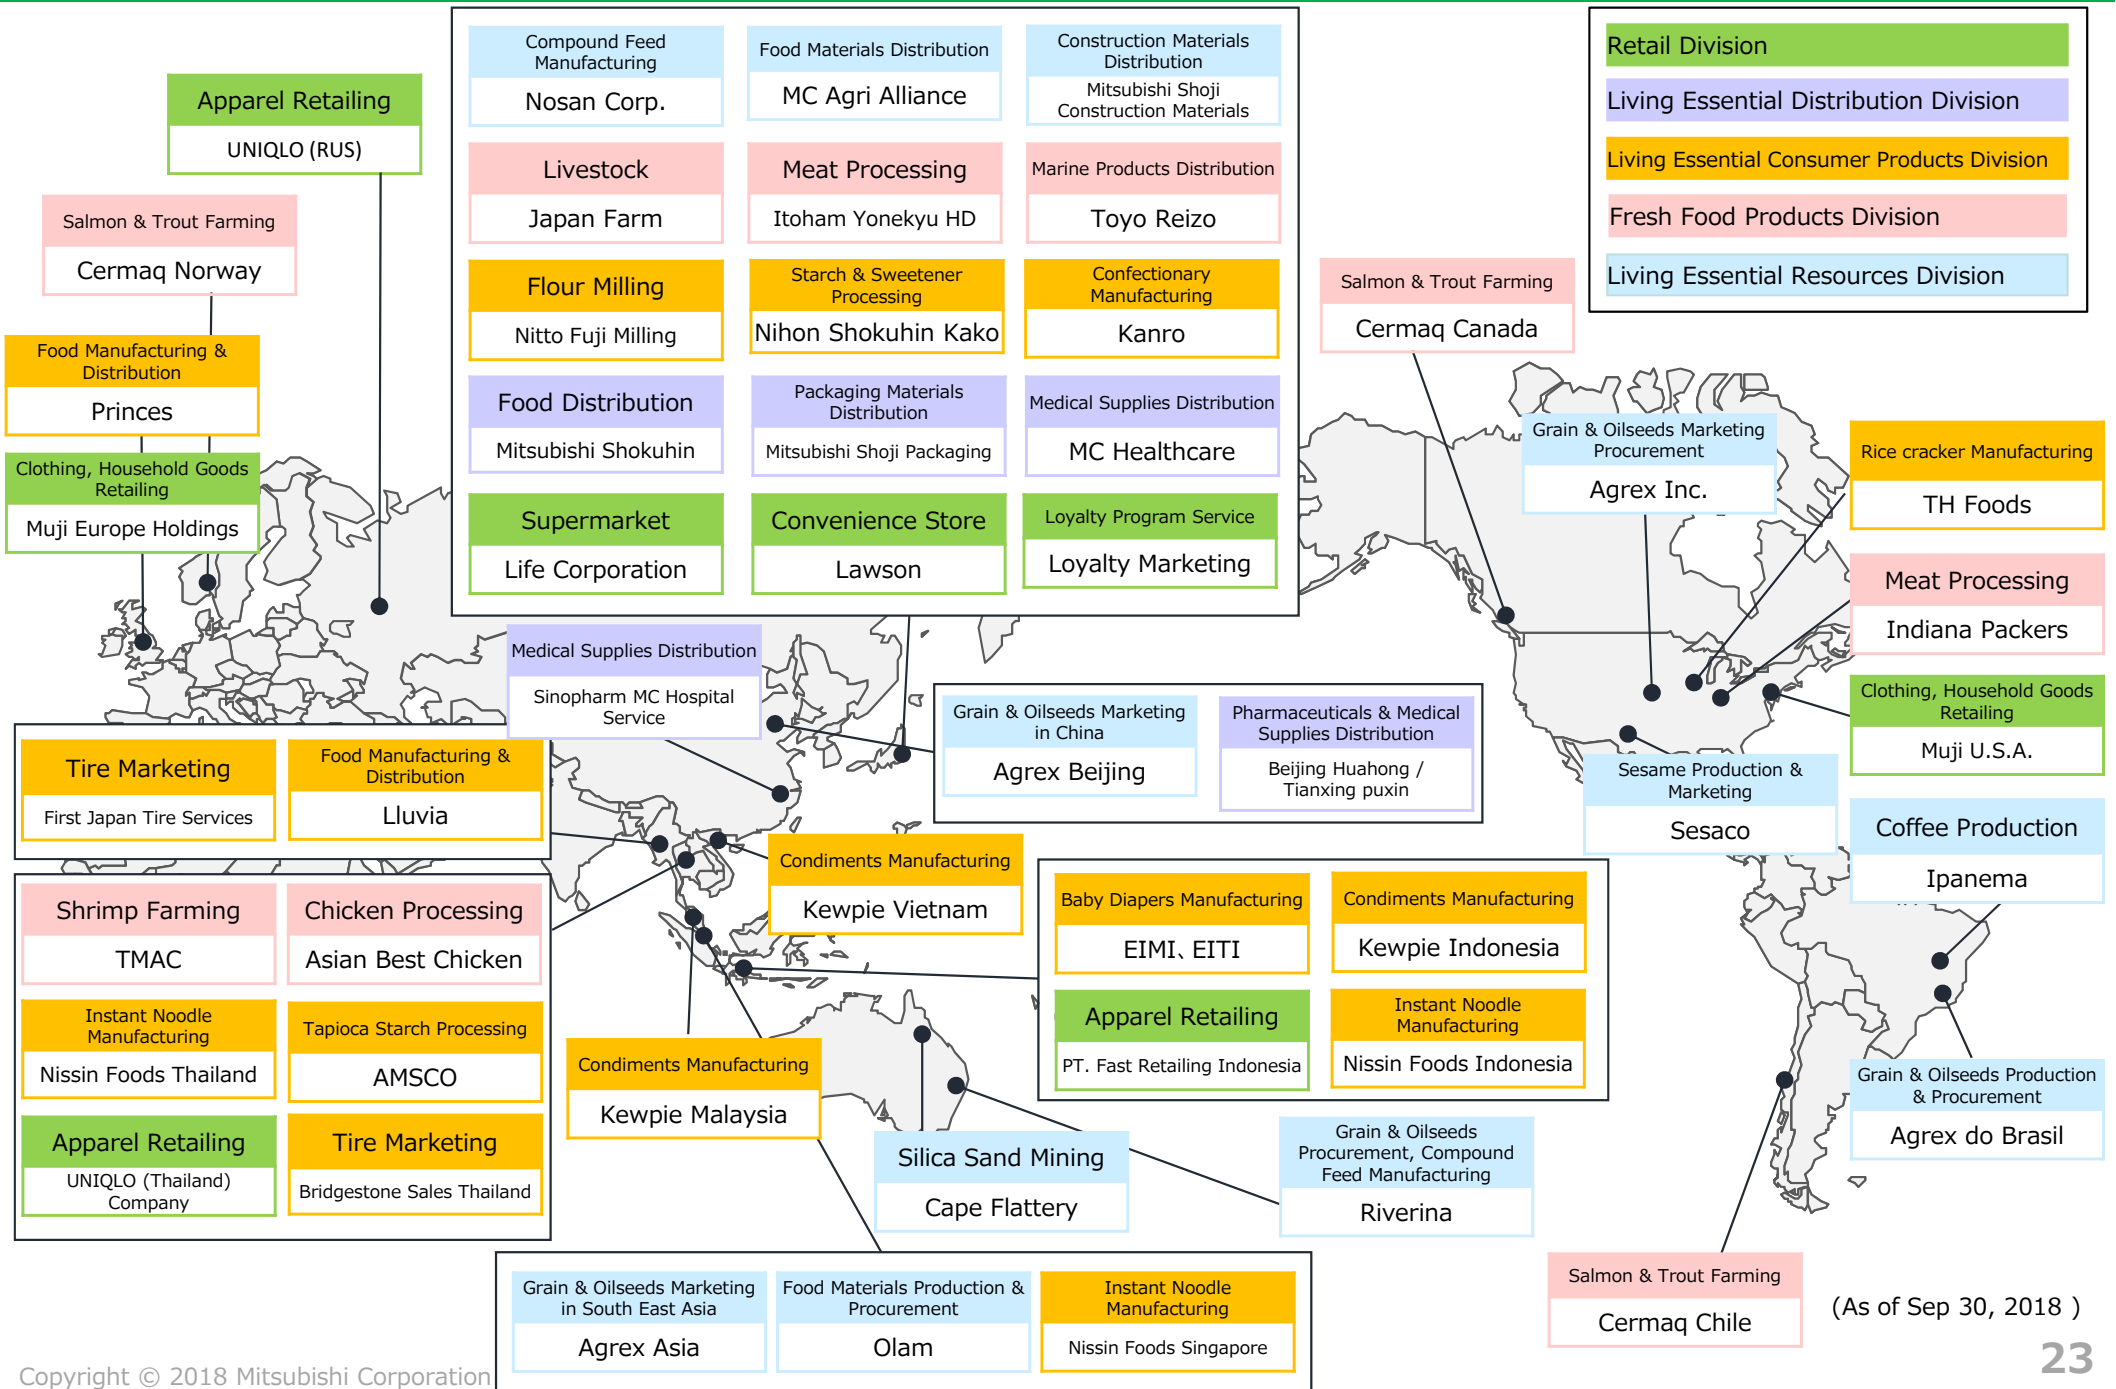 Retail Division
Living Essential Distribution Division
Living Essential Consumer Products Division
Fresh Food Products Division
Living Essential Resources Division
Compound Feed
Manufacturing
Nosan Corp.
Food Materials Distribution
MC Agri Alliance
Construction Materials
Distribution
Mitsubishi Shoji
Construction Materials
Livestock
Japan Farm
Meat Processing
Itoham Yonekyu HD
Marine Products Distribution
Toyo Reizo
Flour Milling
Nitto Fuji Milling
Starch & Sweetener
Processing
Nihon Shokuhin Kako
Confectionary
Manufacturing
Kanro
Food Distribution
Mitsubishi Shokuhin
Packaging Materials
Distribution
Mitsubishi Shoji Packaging
Medical Supplies Distribution
MC Healthcare
Supermarket
Life Corporation
Convenience Store
Lawson
Loyalty Program Service
Loyalty Marketing
Apparel Retailing
UNIQLO (RUS)
Salmon & Trout Farming
Cermaq Norway
Food Manufacturing &
Distribution
Princes
Clothing, Household Goods
Retailing
Muji Europe Holdings
Salmon & Trout Farming
Cermaq Canada
Grain & Oilseeds Marketing
Procurement
Agrex Inc.
Rice cracker Manufacturing
TH Foods
Meat Processing
Indiana Packers
Clothing, Household Goods
Retailing
Muji U.S.A.
Sesame Production &
Marketing
Sesaco
Coffee Production
Ipanema
Medical Supplies Distribution
Sinopharm MC Hospital
Service
Grain & Oilseeds Marketing
in China
Agrex Beijing
Pharmaceuticals & Medical
Supplies Distribution
Beijing Huahong /
Tianxing puxin
Tire Marketing
First Japan Tire Services
Food Manufacturing &
Distribution
Lluvia
Condiments Manufacturing
Kewpie Vietnam
Shrimp Farming
TMAC
Chicken Processing
Asian Best Chicken
Instant Noodle
Manufacturing
Nissin Foods Thailand
Tapioca Starch Processing
AMSCO
Apparel Retailing
UNIQLO (Thailand)
Company
Tire Marketing
Bridgestone Sales Thailand
Baby Diapers Manufacturing
EIMI、EITI
Condiments Manufacturing
Kewpie Indonesia
Apparel Retailing
PT. Fast Retailing Indonesia
Instant Noodle
Manufacturing
Nissin Foods Indonesia
Condiments Manufacturing
Kewpie Malaysia
Silica Sand Mining
Cape Flattery
Grain & Oilseeds
Procurement, Compound
Feed Manufacturing
Riverina
Grain & Oilseeds Production
& Procurement
Agrex do Brasil
Grain & Oilseeds Marketing
in South East Asia
Agrex Asia
Food Materials Production &
Procurement
Olam
Instant Noodle
Manufacturing
Nissin Foods Singapore
Salmon & Trout Farming
Cermaq Chile
(As of Sep 30, 2018 )
Copyright © 2018 Mitsubishi Corporation
23